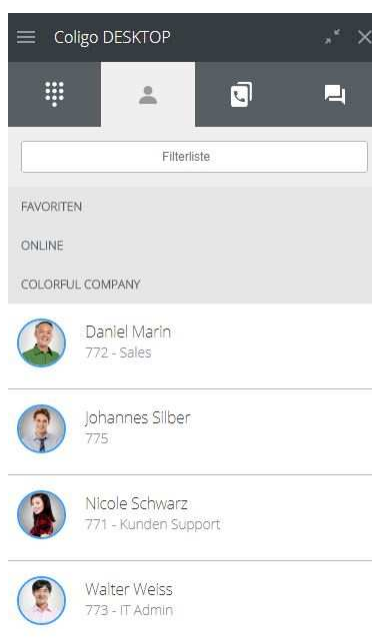 Coligo DESKTOP
Filterliste
FAVORITEN
ONLINE
COLORFUL COMPANY
Daniel Marin
772 - Sales
Johannes Silber
775
Nicole Schwarz
771 - Kunden Support
Walter Weiss
773 - IT Admin